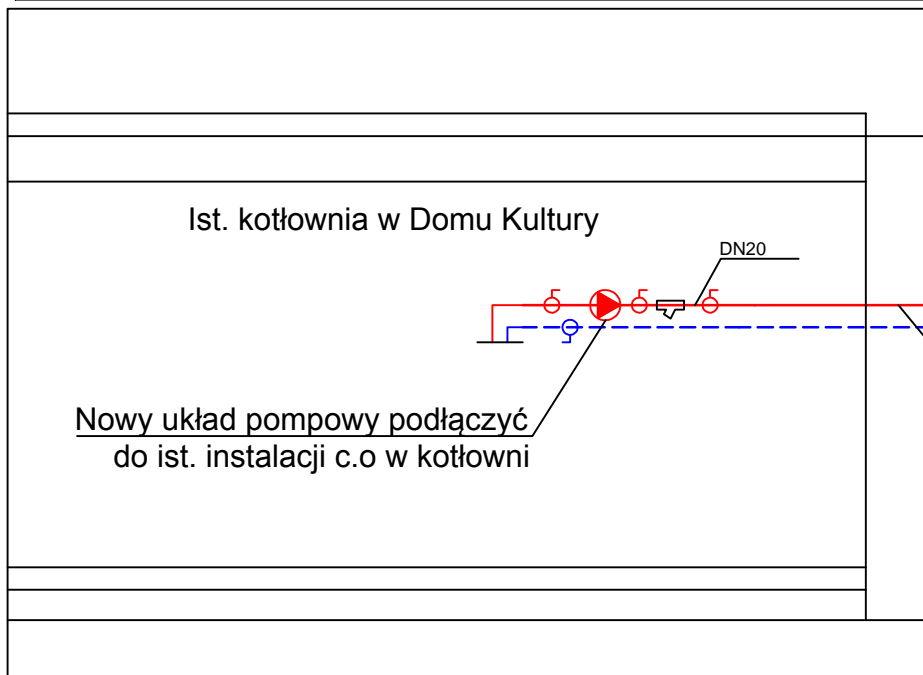 Ist. kotłownia w Domu Kultury
DN20
Nowy układ pompowy podłączyć
do ist. instalacji c.o w kotłowni